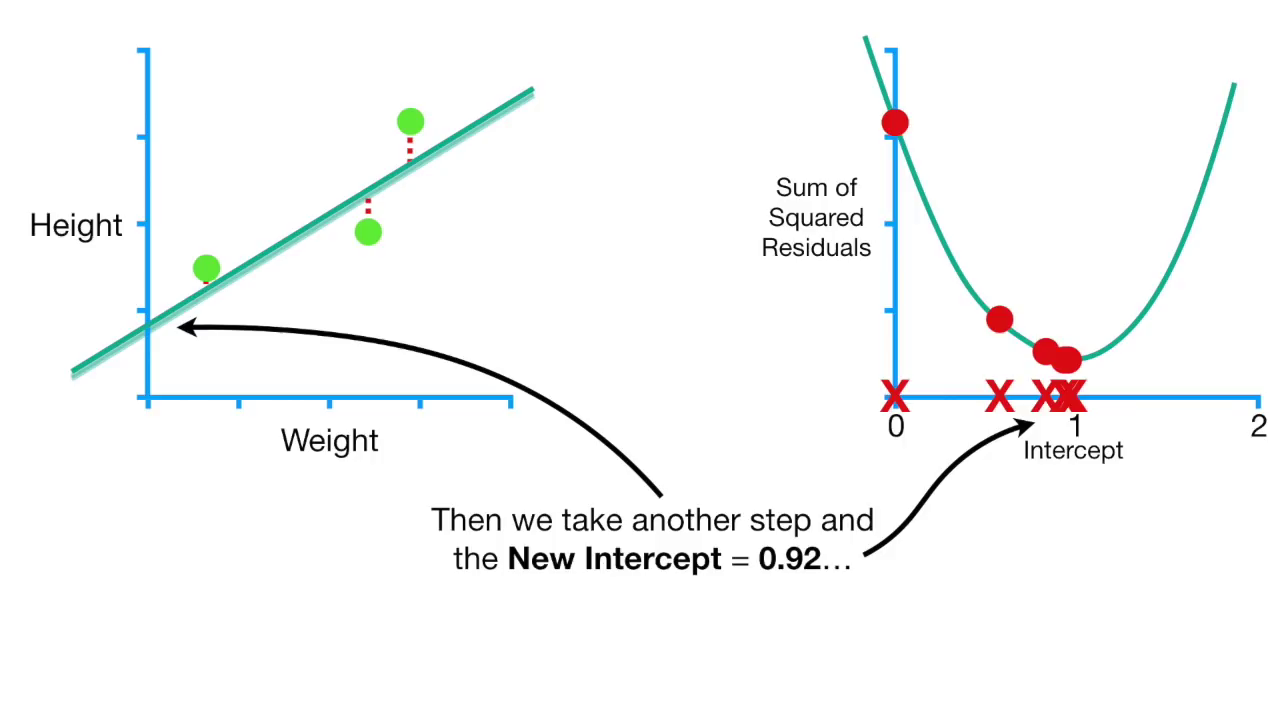 Height
Weight
Sum of
Squared
Residuals
X X X X X
0 1 2
Intercept
Then we take another step and
the New Intercept = 0.92…